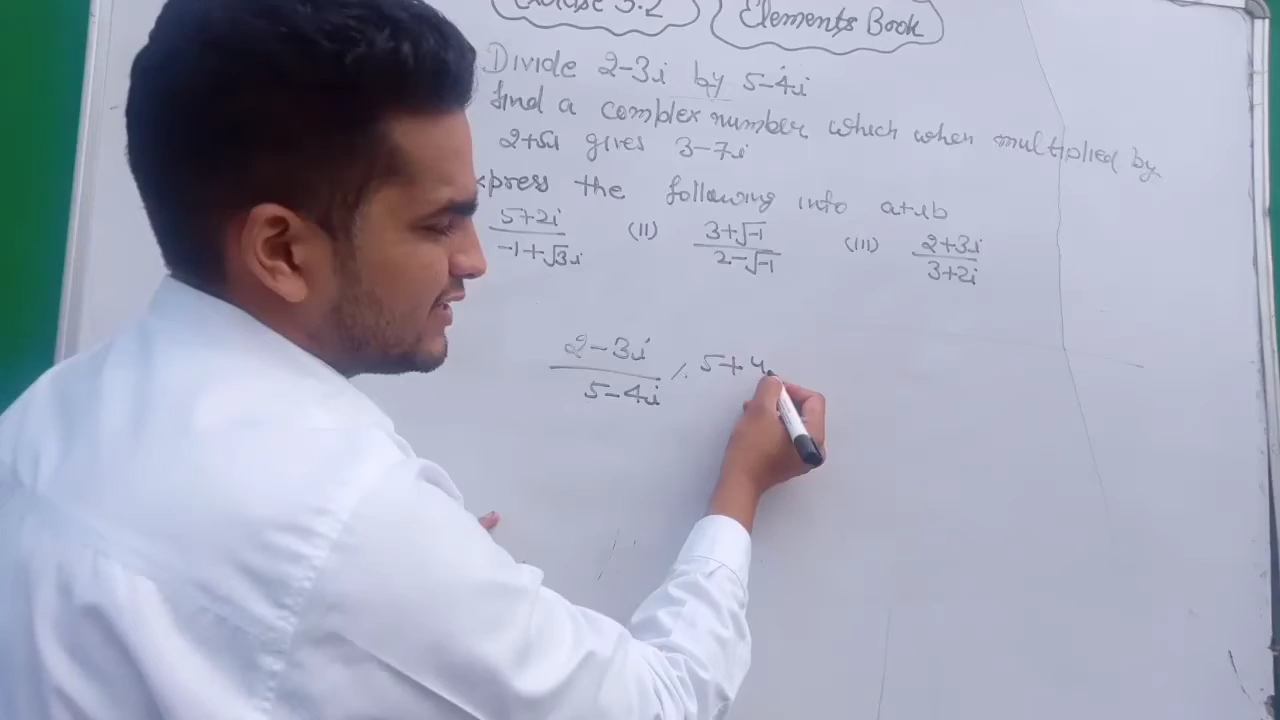 Exercise 5.2 Elements Book
Divide 2-3i by 5-4i
find a complex number which when multiplied by
2+5i gives 3-7i
xpress the following into a+ib
5+2i/-1+√3i (II) 3+√-1/2-√-1 (III) 2+3i/3+2i
2-3i/5-4i × 5+4